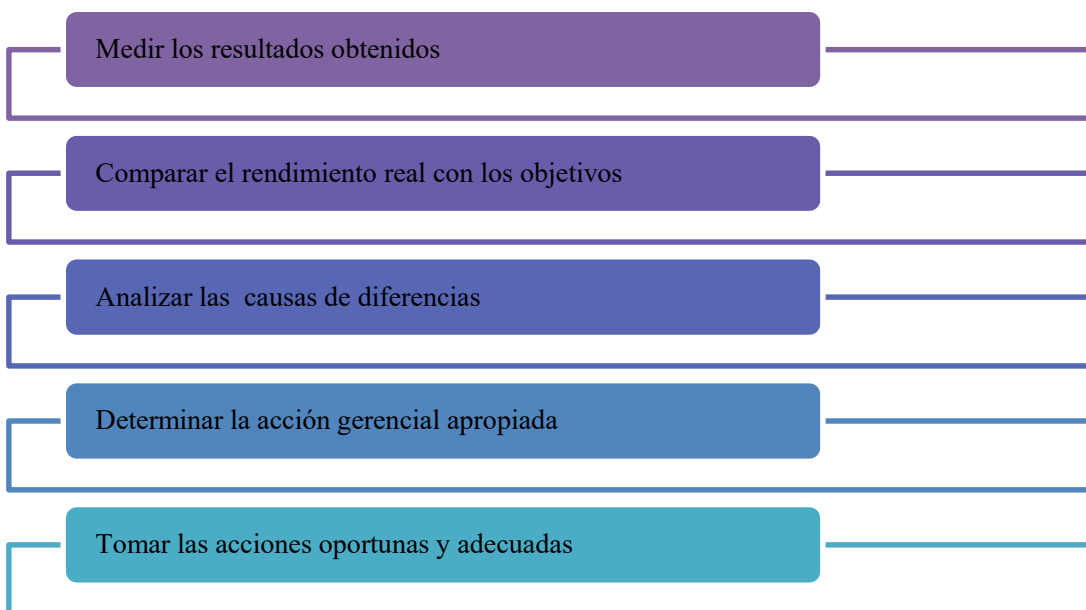 Medir los resultados obtenidos
Comparar el rendimiento real con los objetivos
Analizar las causas de diferencias
Determinar la acción gerencial apropiada
Tomar las acciones oportunas y adecuadas